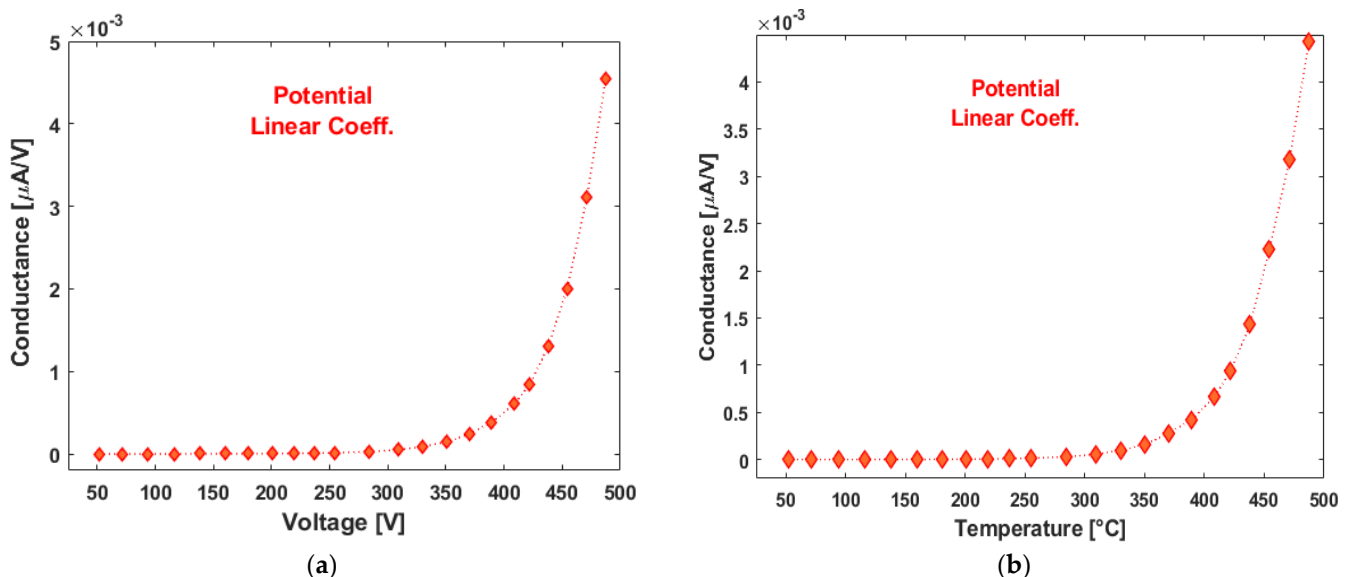 ×10⁻³
5
4
3
2
1
0
Conductance [μA/V]
Potential
Linear Coeff.
50 100 150 200 250 300 350 400 450 500
Voltage [V]
(a)
×10⁻³
4
3.5
3
2.5
2
1.5
1
0.5
0
Conductance [μA/V]
Potential
Linear Coeff.
50 100 150 200 250 300 350 400 450 500
Temperature [°C]
(b)